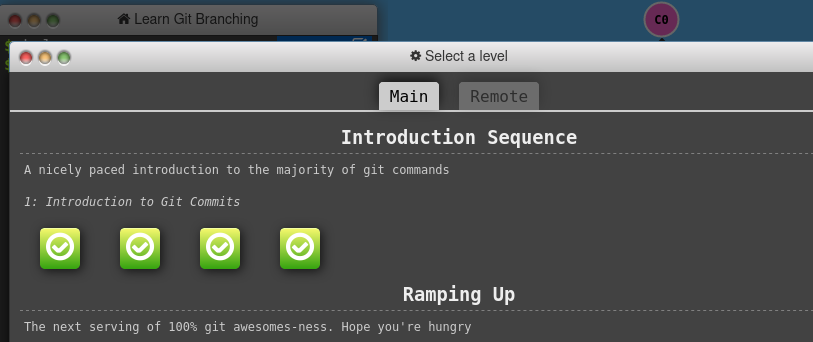 Learn Git Branching
C0
Select a level
Main
Remote
Introduction Sequence
A nicely paced introduction to the majority of git commands
1: Introduction to Git Commits
Ramping Up
The next serving of 100% git awesomes-ness. Hope you're hungry